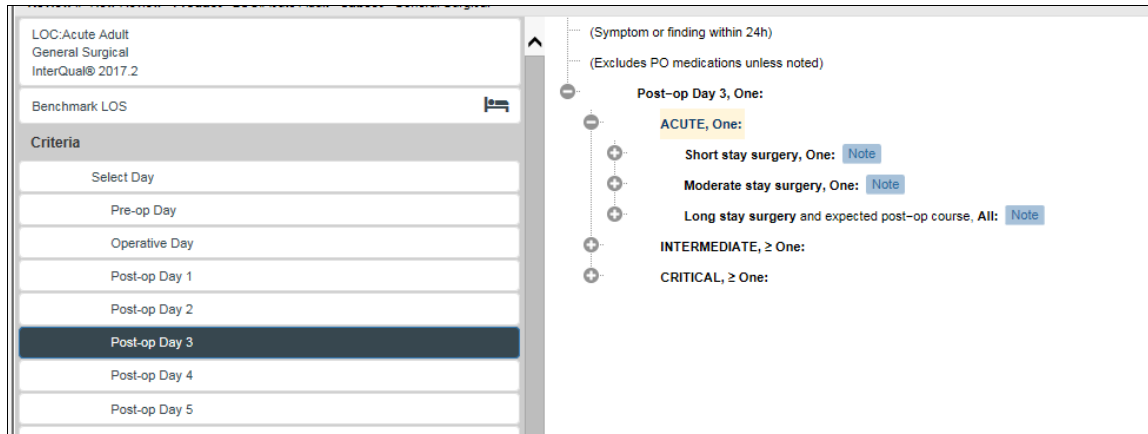 LOC:Acute Adult
General Surgical
InterQual® 2017.2
Benchmark LOS
Criteria
Select Day
Pre-op Day
Operative Day
Post-op Day 1
Post-op Day 2
Post-op Day 3
Post-op Day 4
Post-op Day 5
(Symptom or finding within 24h)
(Excludes PO medications unless noted)
Post-op Day 3, One:
ACUTE, One:
Short stay surgery, One: Note
Moderate stay surgery, One: Note
Long stay surgery and expected post-op course, All: Note
INTERMEDIATE, ≥ One:
CRITICAL, ≥ One: